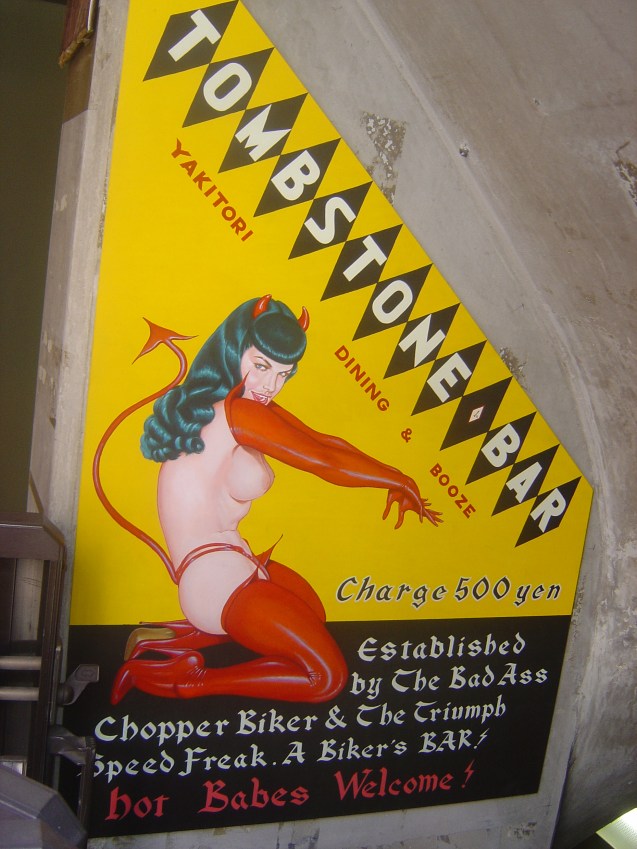 TOMBSTONE BAR
YAKITORI
DINING & BOOZE
Charge 500 yen
Established
by The Bad Ass
Chopper Biker & The Triumph
Speed Freak. A Biker's BAR!
hot Babes Welcome!